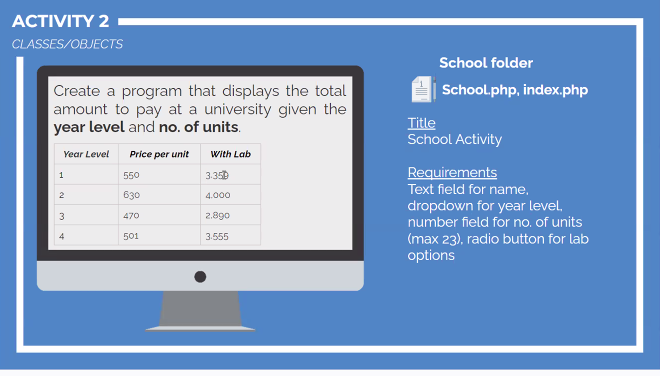 ACTIVITY 2
CLASSES/OBJECTS
Create a program that displays the total
amount to pay at a university given the
year level and no. of units.
Year Level Price per unit With Lab
1 550
2 630 4,000
3 470 2,890
4 501 3,555
School folder
School.php, index.php
Title
School Activity
Requirements
Text field for name,
dropdown for year level,
number field for no. of units
(max 23), radio button for lab
options